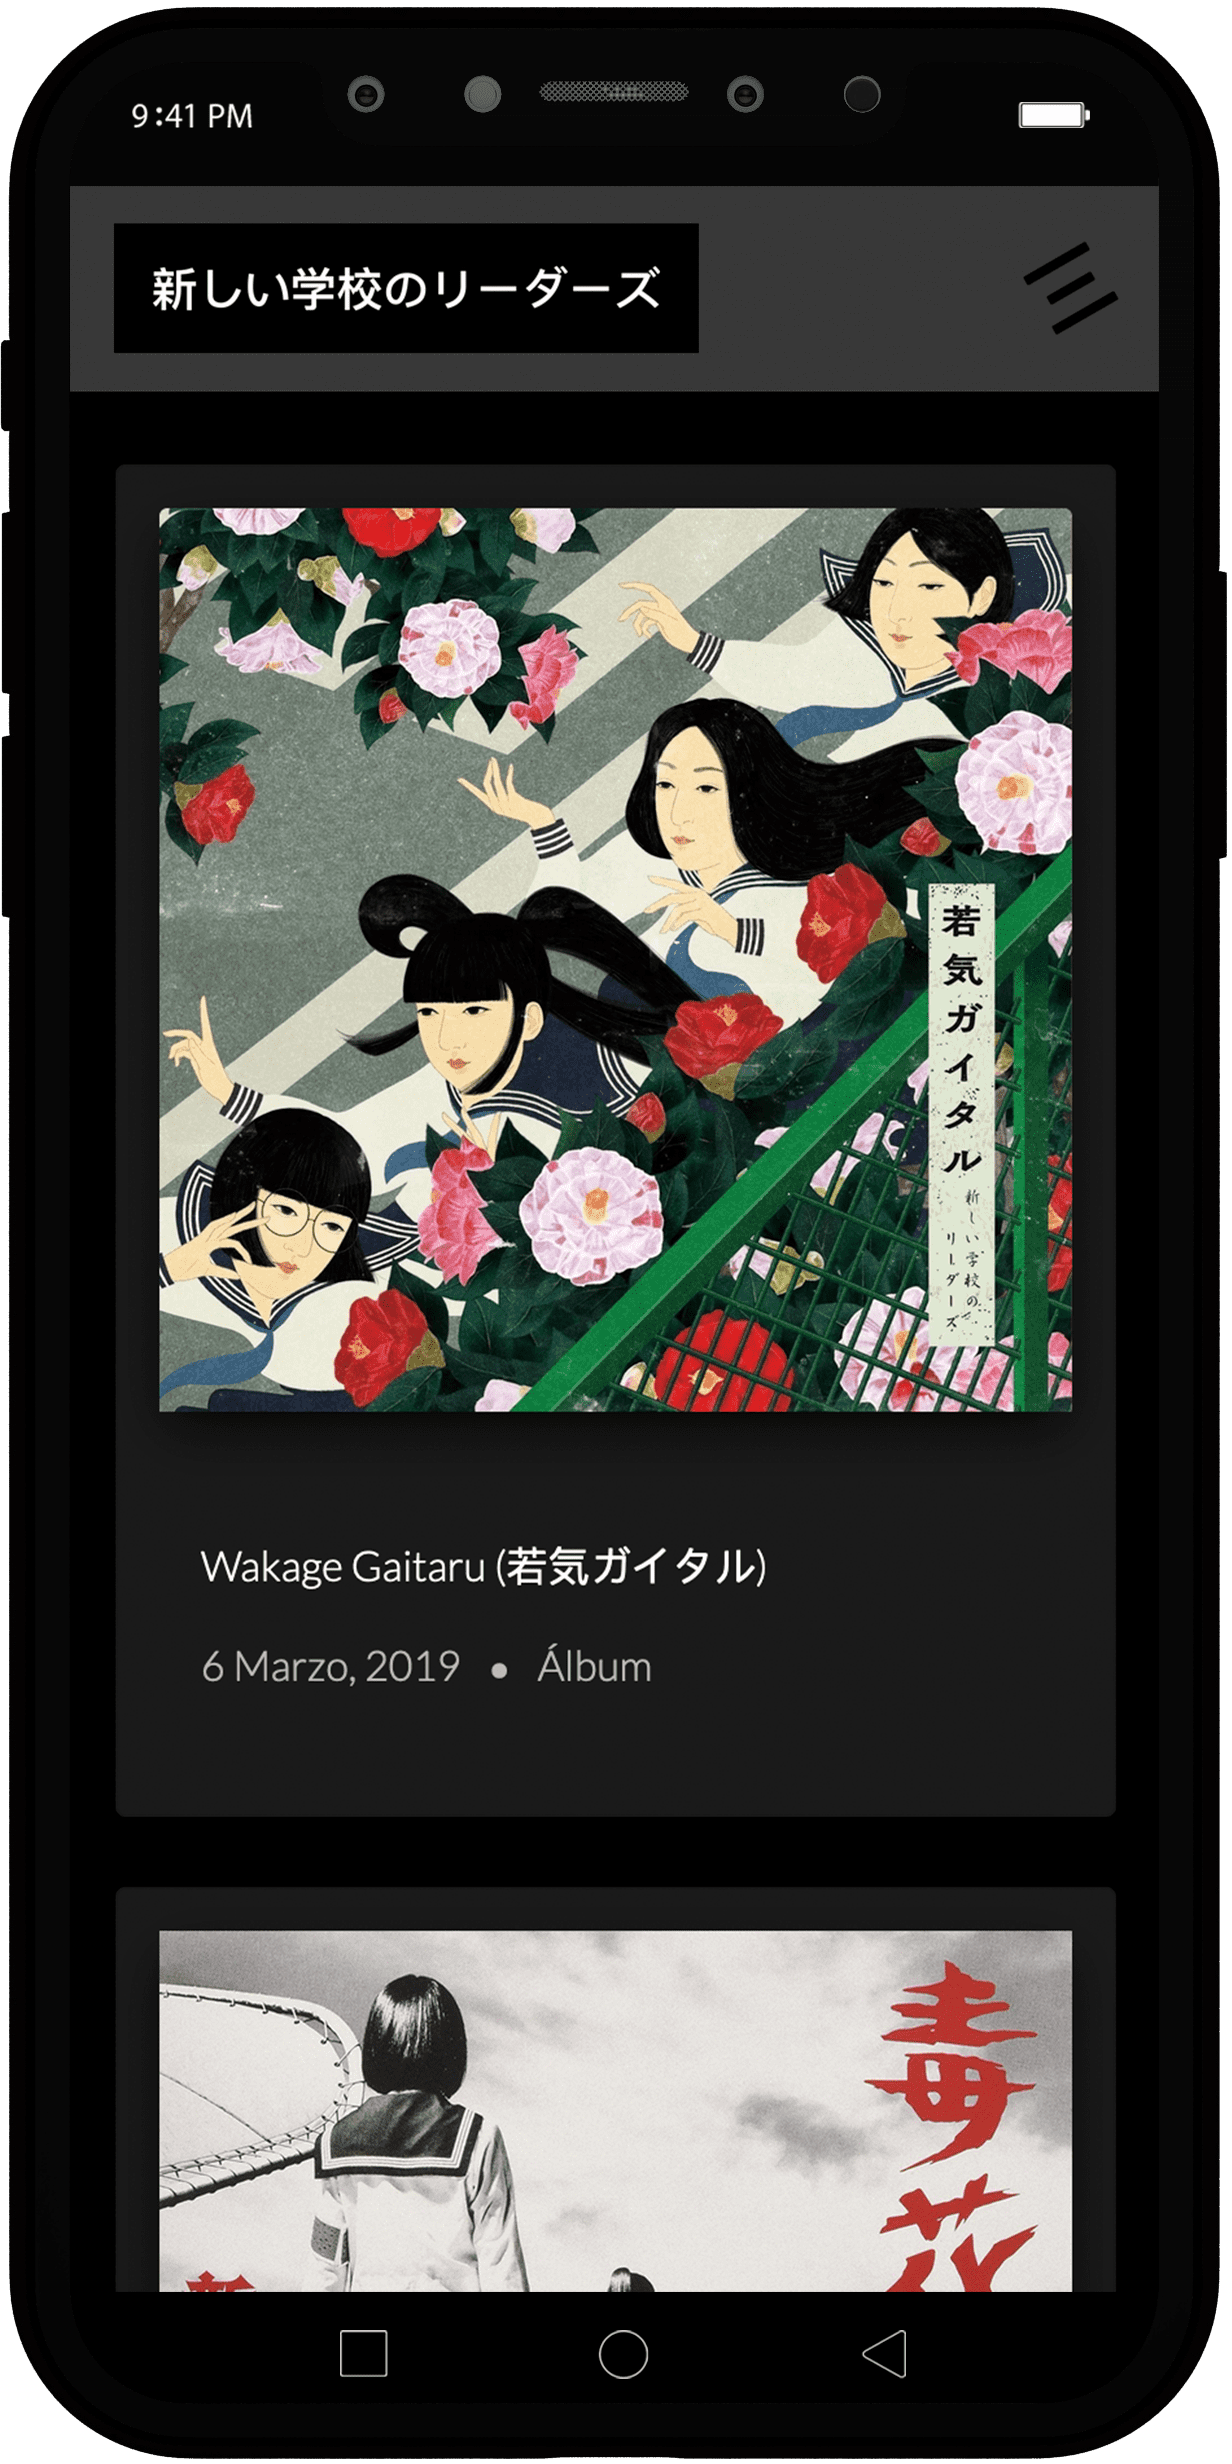 9:41 PM
新しい学校のリーダーズ
若気ガイタル
新しい学校の
リーダーズ
Wakage Gaitaru (若気ガイタル)
6 Marzo, 2019 • Álbum
毒花
新